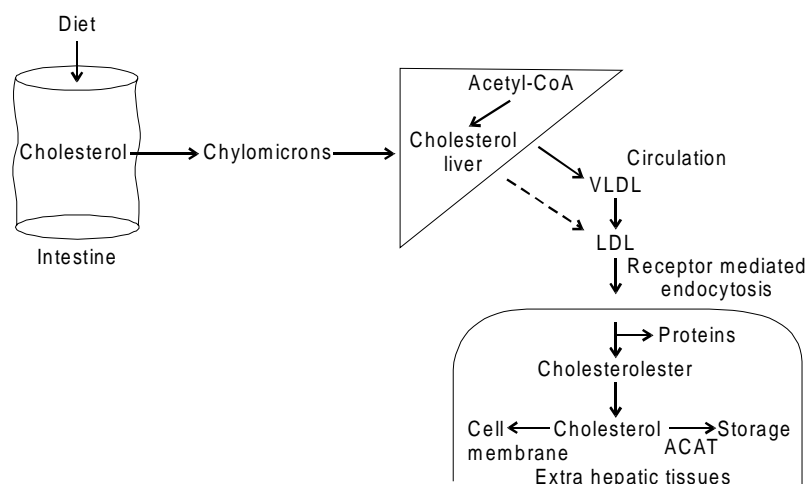 Diet
Cholesterol
Chylomicrons
Intestine
Acetyl-CoA
Cholesterol
liver
Circulation
VLDL
LDL
Receptor mediated
endocytosis
Proteins
Cholesterolester
Cell
membrane
Cholesterol
ACAT
Storage
Extra hepatic tissues